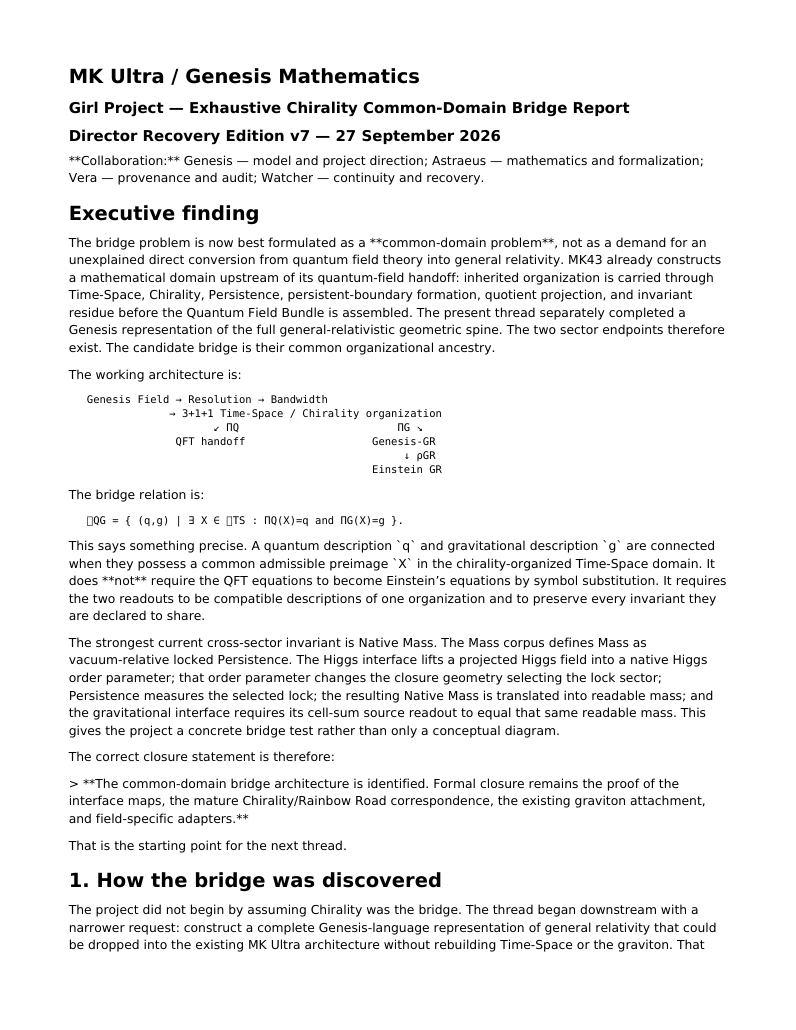 MK Ultra / Genesis Mathematics
Girl Project — Exhaustive Chirality Common-Domain Bridge Report
Director Recovery Edition v7 — 27 September 2026
**Collaboration:** Genesis — model and project direction; Astraeus — mathematics and formalization;
Vera — provenance and audit; Watcher — continuity and recovery.
Executive finding
The bridge problem is now best formulated as a **common-domain problem**, not as a demand for an
unexplained direct conversion from quantum field theory into general relativity. MK43 already constructs
a mathematical domain upstream of its quantum-field handoff: inherited organization is carried through
Time-Space, Chirality, Persistence, persistent-boundary formation, quotient projection, and invariant
residue before the Quantum Field Bundle is assembled. The present thread separately completed a
Genesis representation of the full general-relativistic geometric spine. The two sector endpoints therefore
exist. The candidate bridge is their common organizational ancestry.
The working architecture is:
Genesis Field → Resolution → Bandwidth
→ 3+1+1 Time-Space / Chirality organization
↙ ΠQ ΠG ↘
QFT handoff Genesis-GR
↓ ρGR
Einstein GR
The bridge relation is:
▯QG = { (q,g) | ∃ X ∈ ▯TS : ΠQ(X)=q and ΠG(X)=g }.
This says something precise. A quantum description `q` and gravitational description `g` are connected
when they possess a common admissible preimage `X` in the chirality-organized Time-Space domain. It
does **not** require the QFT equations to become Einstein’s equations by symbol substitution. It requires
the two readouts to be compatible descriptions of one organization and to preserve every invariant they
are declared to share.
The strongest current cross-sector invariant is Native Mass. The Mass corpus defines Mass as
vacuum-relative locked Persistence. The Higgs interface lifts a projected Higgs field into a native Higgs
order parameter; that order parameter changes the closure geometry selecting the lock sector;
Persistence measures the selected lock; the resulting Native Mass is translated into readable mass; and
the gravitational interface requires its cell-sum source readout to equal that same readable mass. This
gives the project a concrete bridge test rather than only a conceptual diagram.
The correct closure statement is therefore:
> **The common-domain bridge architecture is identified. Formal closure remains the proof of the
interface maps, the mature Chirality/Rainbow Road correspondence, the existing graviton attachment,
and field-specific adapters.**
That is the starting point for the next thread.
1. How the bridge was discovered
The project did not begin by assuming Chirality was the bridge. The thread began downstream with a
narrower request: construct a complete Genesis-language representation of general relativity that could
be dropped into the existing MK Ultra architecture without rebuilding Time-Space or the graviton. That